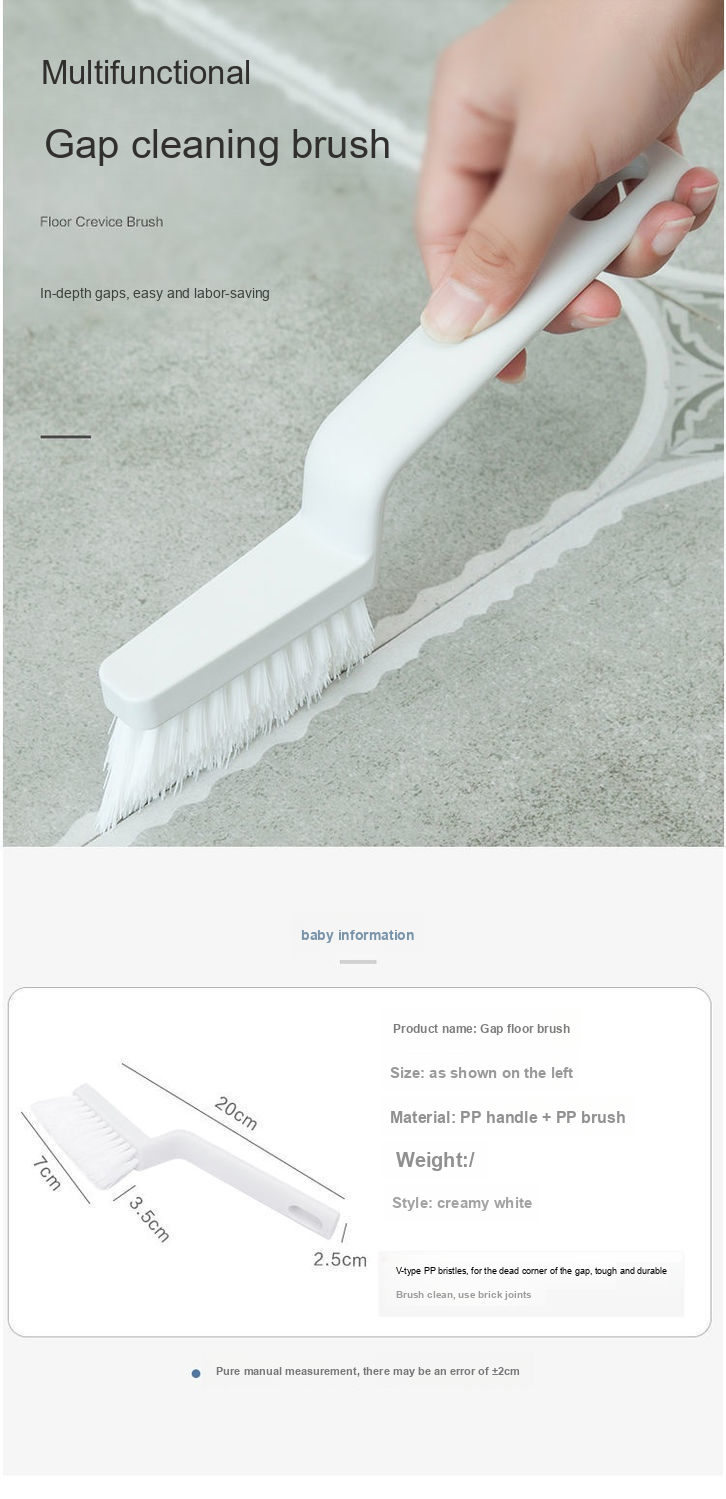 Multifunctional
Gap cleaning brush
Floor Crevice Brush
In-depth gaps, easy and labor-saving
baby information
Product name: Gap floor brush
Size: as shown on the left
Material: PP handle + PP brush
Weight:/
Style: creamy white
20cm
7cm
3.5cm
2.5cm
V-type PP bristles, for the dead corner of the gap, tough and durable
Brush clean, use brick joints
Pure manual measurement, there may be an error of ±2cm